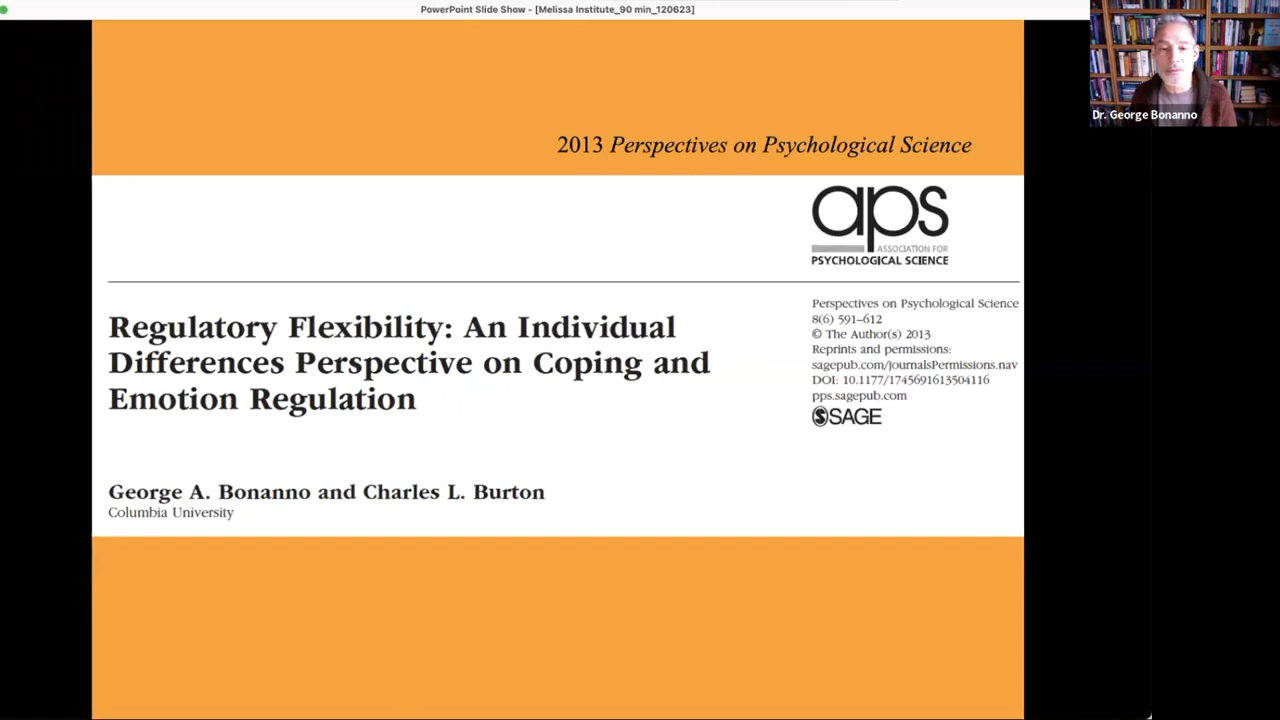 PowerPoint Slide Show - [Melissa Institute_90 min_120623]
Dr. George Bonanno
2013 Perspectives on Psychological Science
aps
ASSOCIATION FOR
PSYCHOLOGICAL SCIENCE
Perspectives on Psychological Science
8(6) 591–612
© The Author(s) 2013
Reprints and permissions:
sagepub.com/journalsPermissions.nav
DOI: 10.1177/1745691613504116
pps.sagepub.com
SAGE
Regulatory Flexibility: An Individual
Differences Perspective on Coping and
Emotion Regulation
George A. Bonanno and Charles L. Burton
Columbia University